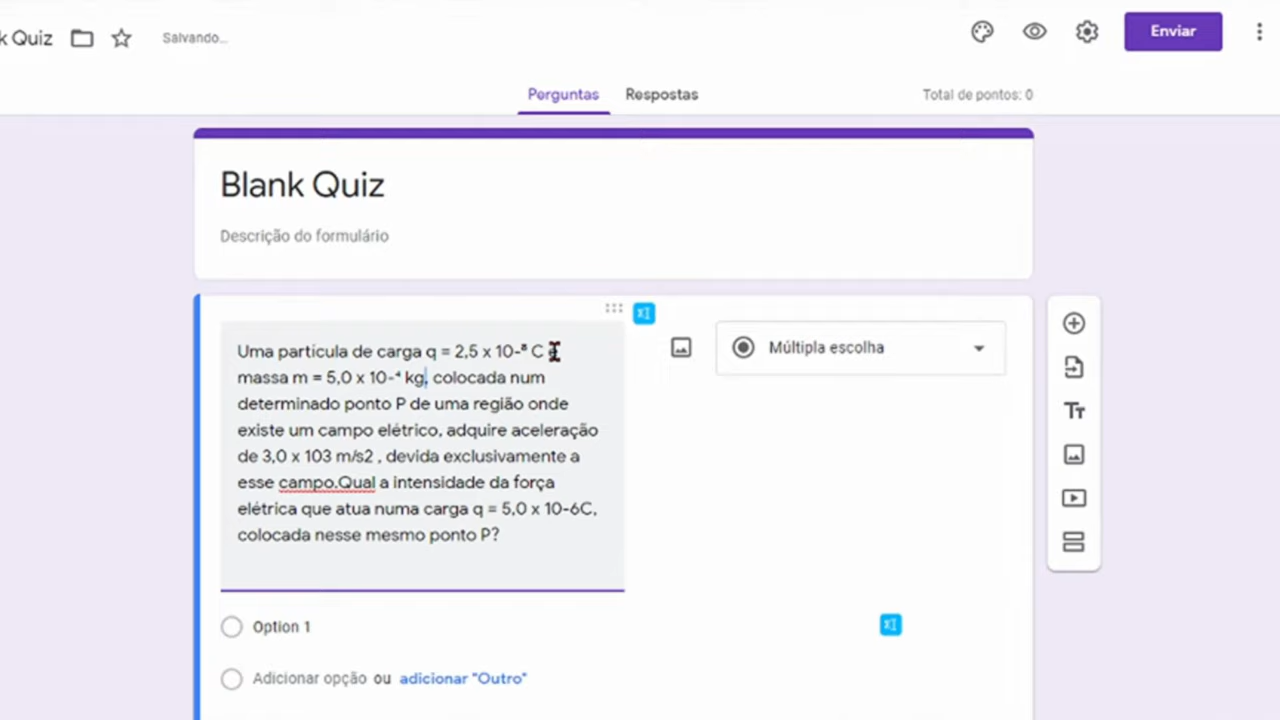 k Quiz
Salvando...
Enviar
Perguntas
Respostas
Total de pontos: 0
Blank Quiz
Descrição do formulário
Uma partícula de carga q = 2,5 x 10-⁸ C e
massa m = 5,0 x 10-⁴ kg, colocada num
determinado ponto P de uma região onde
existe um campo elétrico, adquire aceleração
de 3,0 x 103 m/s2 , devida exclusivamente a
esse campo.Qual a intensidade da força
elétrica que atua numa carga q = 5,0 x 10-6C,
colocada nesse mesmo ponto P?
Múltipla escolha
Tт
Option 1
Adicionar opção ou adicionar "Outro"